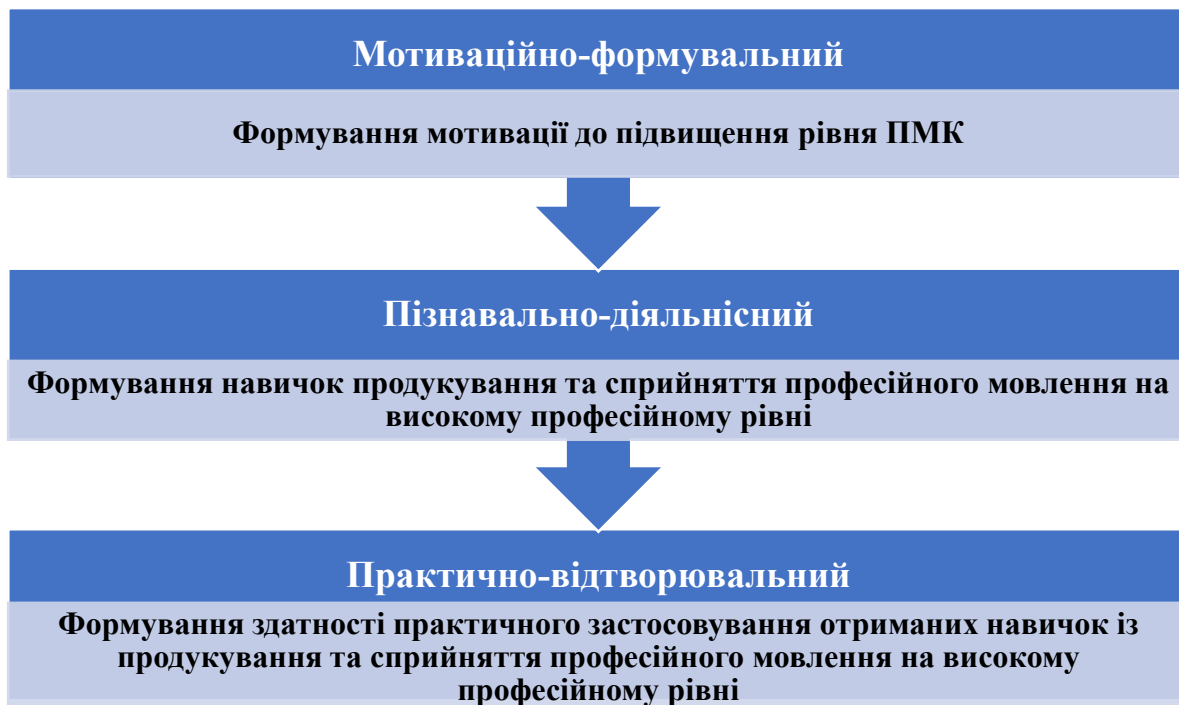 Мотиваційно-формувальний
Формування мотивації до підвищення рівня ПМК
Пізнавально-діяльнісний
Формування навичок продукування та сприйняття професійного мовлення на
високому професійному рівні
Практично-відтворювальний
Формування здатності практичного застосовування отриманих навичок із
продукування та сприйняття професійного мовлення на високому
професійному рівні